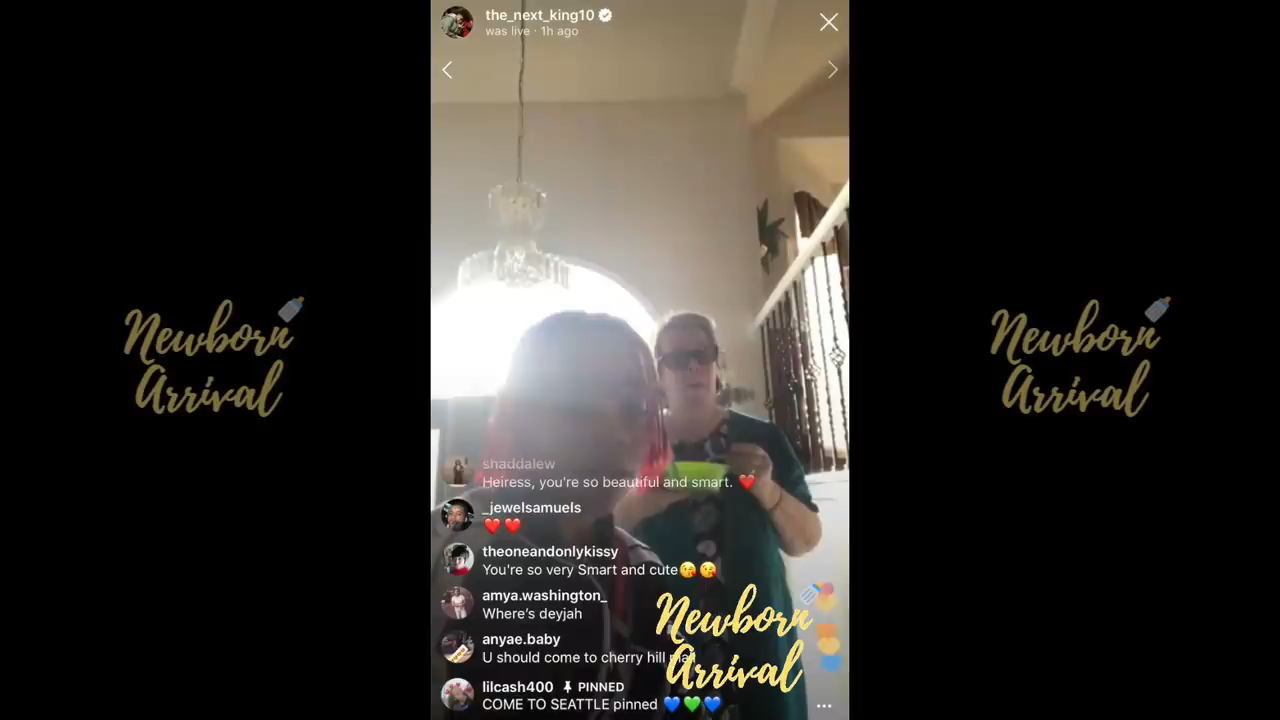 the_next_king10
was live · 1h ago
Newborn
Arrival
Newborn
Arrival
shaddalew
Heiress, you're so beautiful and smart. ❤️
_jewelsamuels
❤️❤️
theoneandonlykissy
You're so very Smart and cute😘😘
amya.washington_
Where's deyjah
anyae.baby
U should come to cherry hill mall
Newborn
Arrival
lilcash400 PINNED
COME TO SEATTLE pinned 💙💚💙